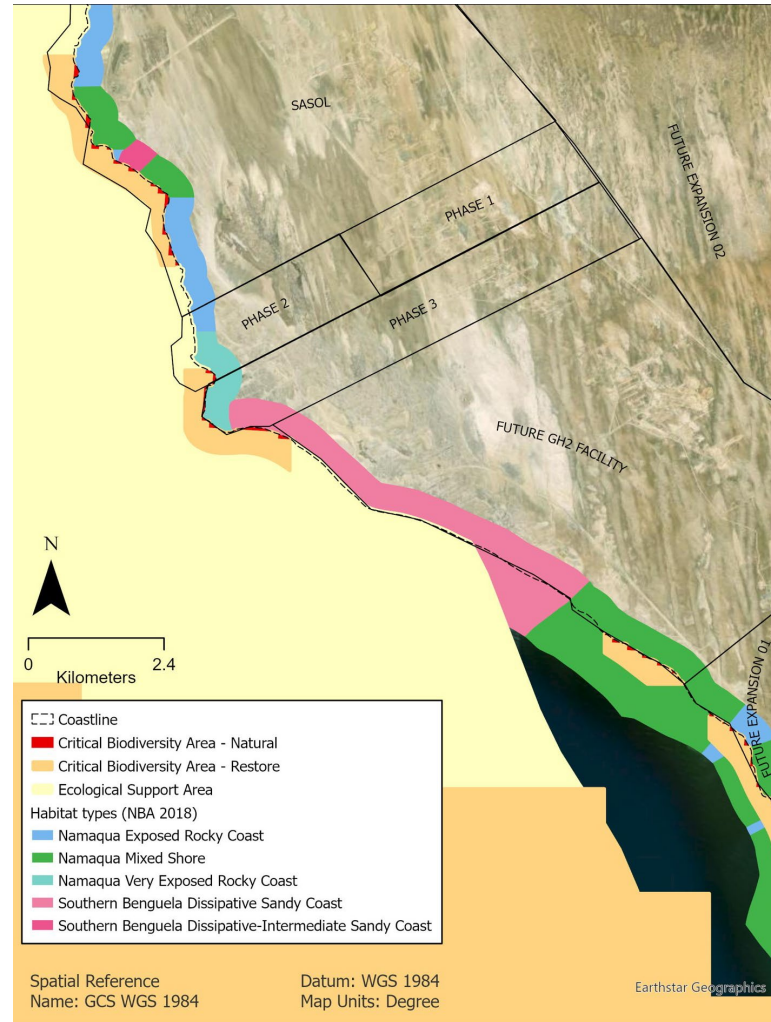 SASOL
FUTURE EXPANSION 02
PHASE 1
PHASE 2
PHASE 3
FUTURE GH2 FACILITY
FUTURE EXPANSION 01
N
0 2.4
Kilometers
Coastline
Critical Biodiversity Area - Natural
Critical Biodiversity Area - Restore
Ecological Support Area
Habitat types (NBA 2018)
Namaqua Exposed Rocky Coast
Namaqua Mixed Shore
Namaqua Very Exposed Rocky Coast
Southern Benguela Dissipative Sandy Coast
Southern Benguela Dissipative-Intermediate Sandy Coast
Spatial Reference
Name: GCS WGS 1984
Datum: WGS 1984
Map Units: Degree
Earthstar Geographics